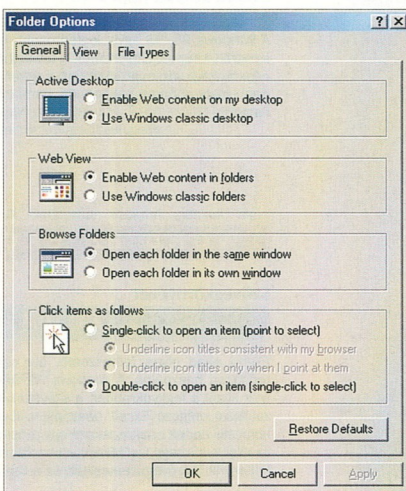 Folder Options
General View File Types
Active Desktop
Enable Web content on my desktop
Use Windows classic desktop
Web View
Enable Web content in folders
Use Windows classic folders
Browse Folders
Open each folder in the same window
Open each folder in its own window
Click items as follows
Single-click to open an item (point to select)
Underline icon titles consistent with my browser
Underline icon titles only when I point at them
Double-click to open an item (single-click to select)
Restore Defaults
OK Cancel Apply